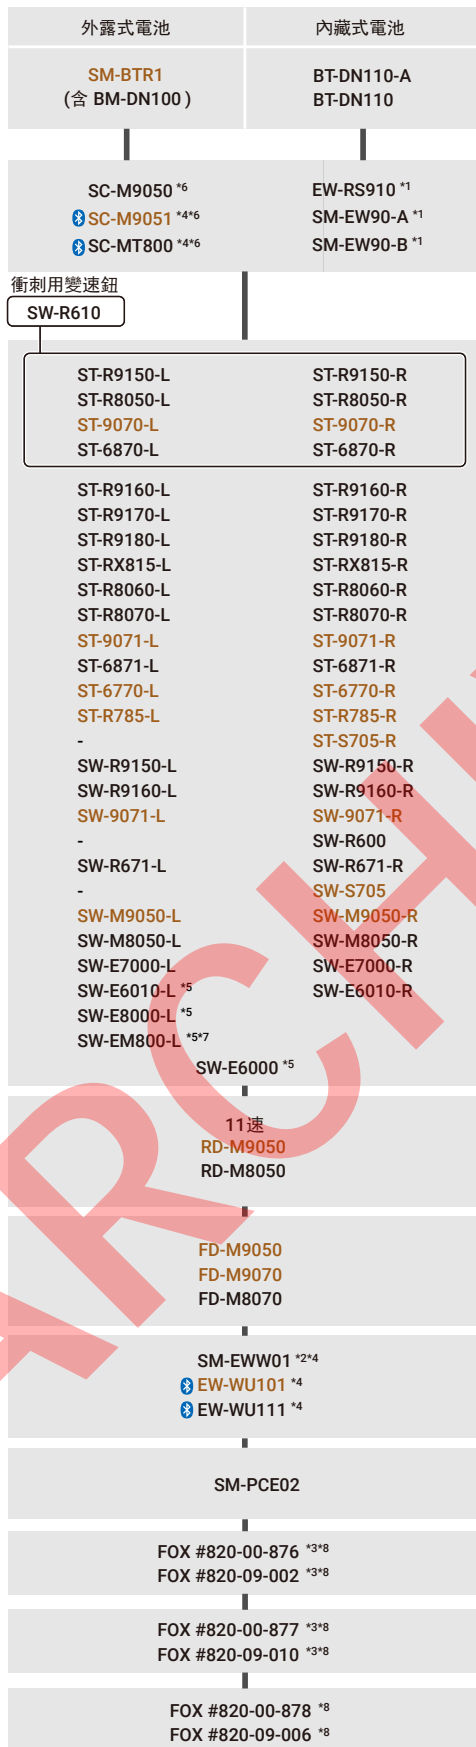 外露式電池 內藏式電池
SM-BTR1 BT-DN110-A
(含 BM-DN100 ) BT-DN110
SC-M9050 *6 EW-RS910 *1
SC-M9051 *4*6 SM-EW90-A *1
SC-MT800 *4*6 SM-EW90-B *1
衝刺用變速鈕
SW-R610
ST-R9150-L ST-R9150-R
ST-R8050-L ST-R8050-R
ST-9070-L ST-9070-R
ST-6870-L ST-6870-R
ST-R9160-L ST-R9160-R
ST-R9170-L ST-R9170-R
ST-R9180-L ST-R9180-R
ST-RX815-L ST-RX815-R
ST-R8060-L ST-R8060-R
ST-R8070-L ST-R8070-R
ST-9071-L ST-9071-R
ST-6871-L ST-6871-R
ST-6770-L ST-6770-R
ST-R785-L ST-R785-R
- ST-S705-R
SW-R9150-L SW-R9150-R
SW-R9160-L SW-R9160-R
SW-9071-L SW-9071-R
- SW-R600
SW-R671-L SW-R671-R
- SW-S705
SW-M9050-L SW-M9050-R
SW-M8050-L SW-M8050-R
SW-E7000-L SW-E7000-R
SW-E6010-L *5 SW-E6010-R
SW-E8000-L *5
SW-EM800-L *5*7
SW-E6000 *5
11速
RD-M9050
RD-M8050
FD-M9050
FD-M9070
FD-M8070
SM-EWW01 *2*4
EW-WU101 *4
EW-WU111 *4
SM-PCE02
FOX #820-00-876 *3*8
FOX #820-09-002 *3*8
FOX #820-00-877 *3*8
FOX #820-09-010 *3*8
FOX #820-00-878 *8
FOX #820-09-006 *8